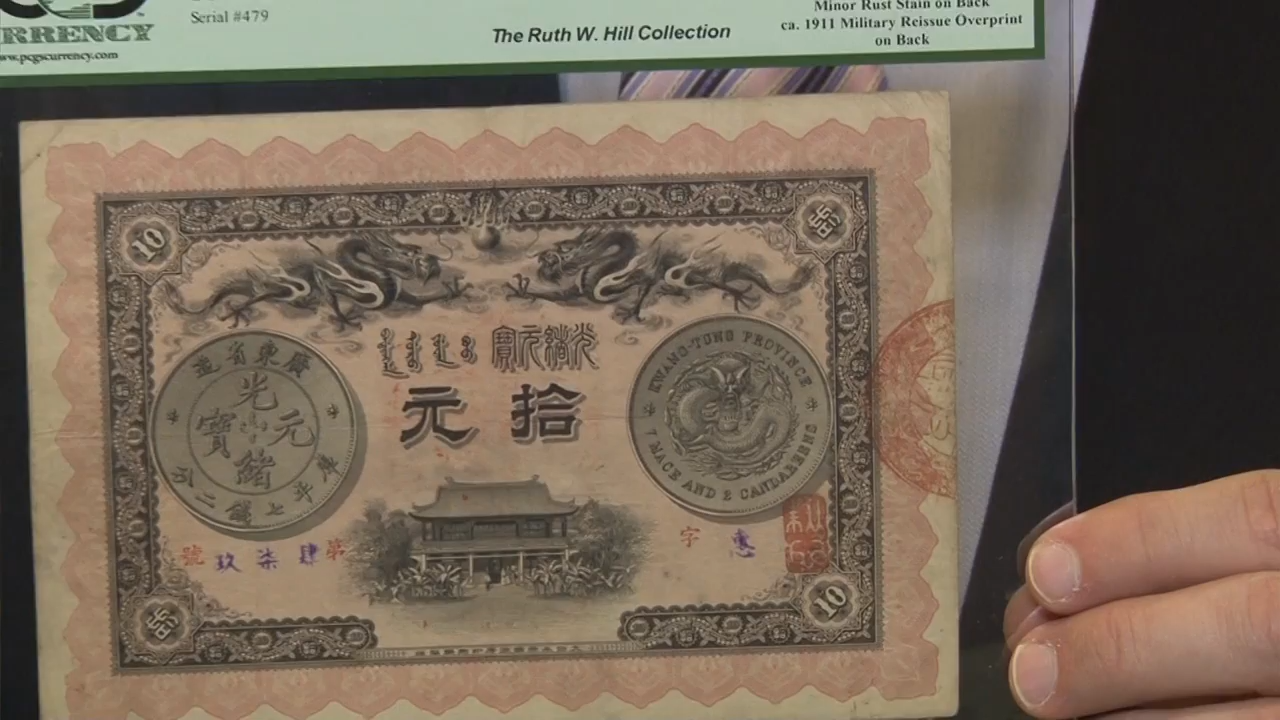 Serial #479
RRENCY
www.pcgscurrency.com
The Ruth W. Hill Collection
Minor Rust Stain on Back
ca. 1911 Military Reissue Overprint
on Back
10
光緒元寶
拾元
廣東省造
光緒元寶
庫平七錢二分
KWANG-TUNG PROVINCE
7 MACE AND 2 CANDAREENS
字
第肆柒玖號
10